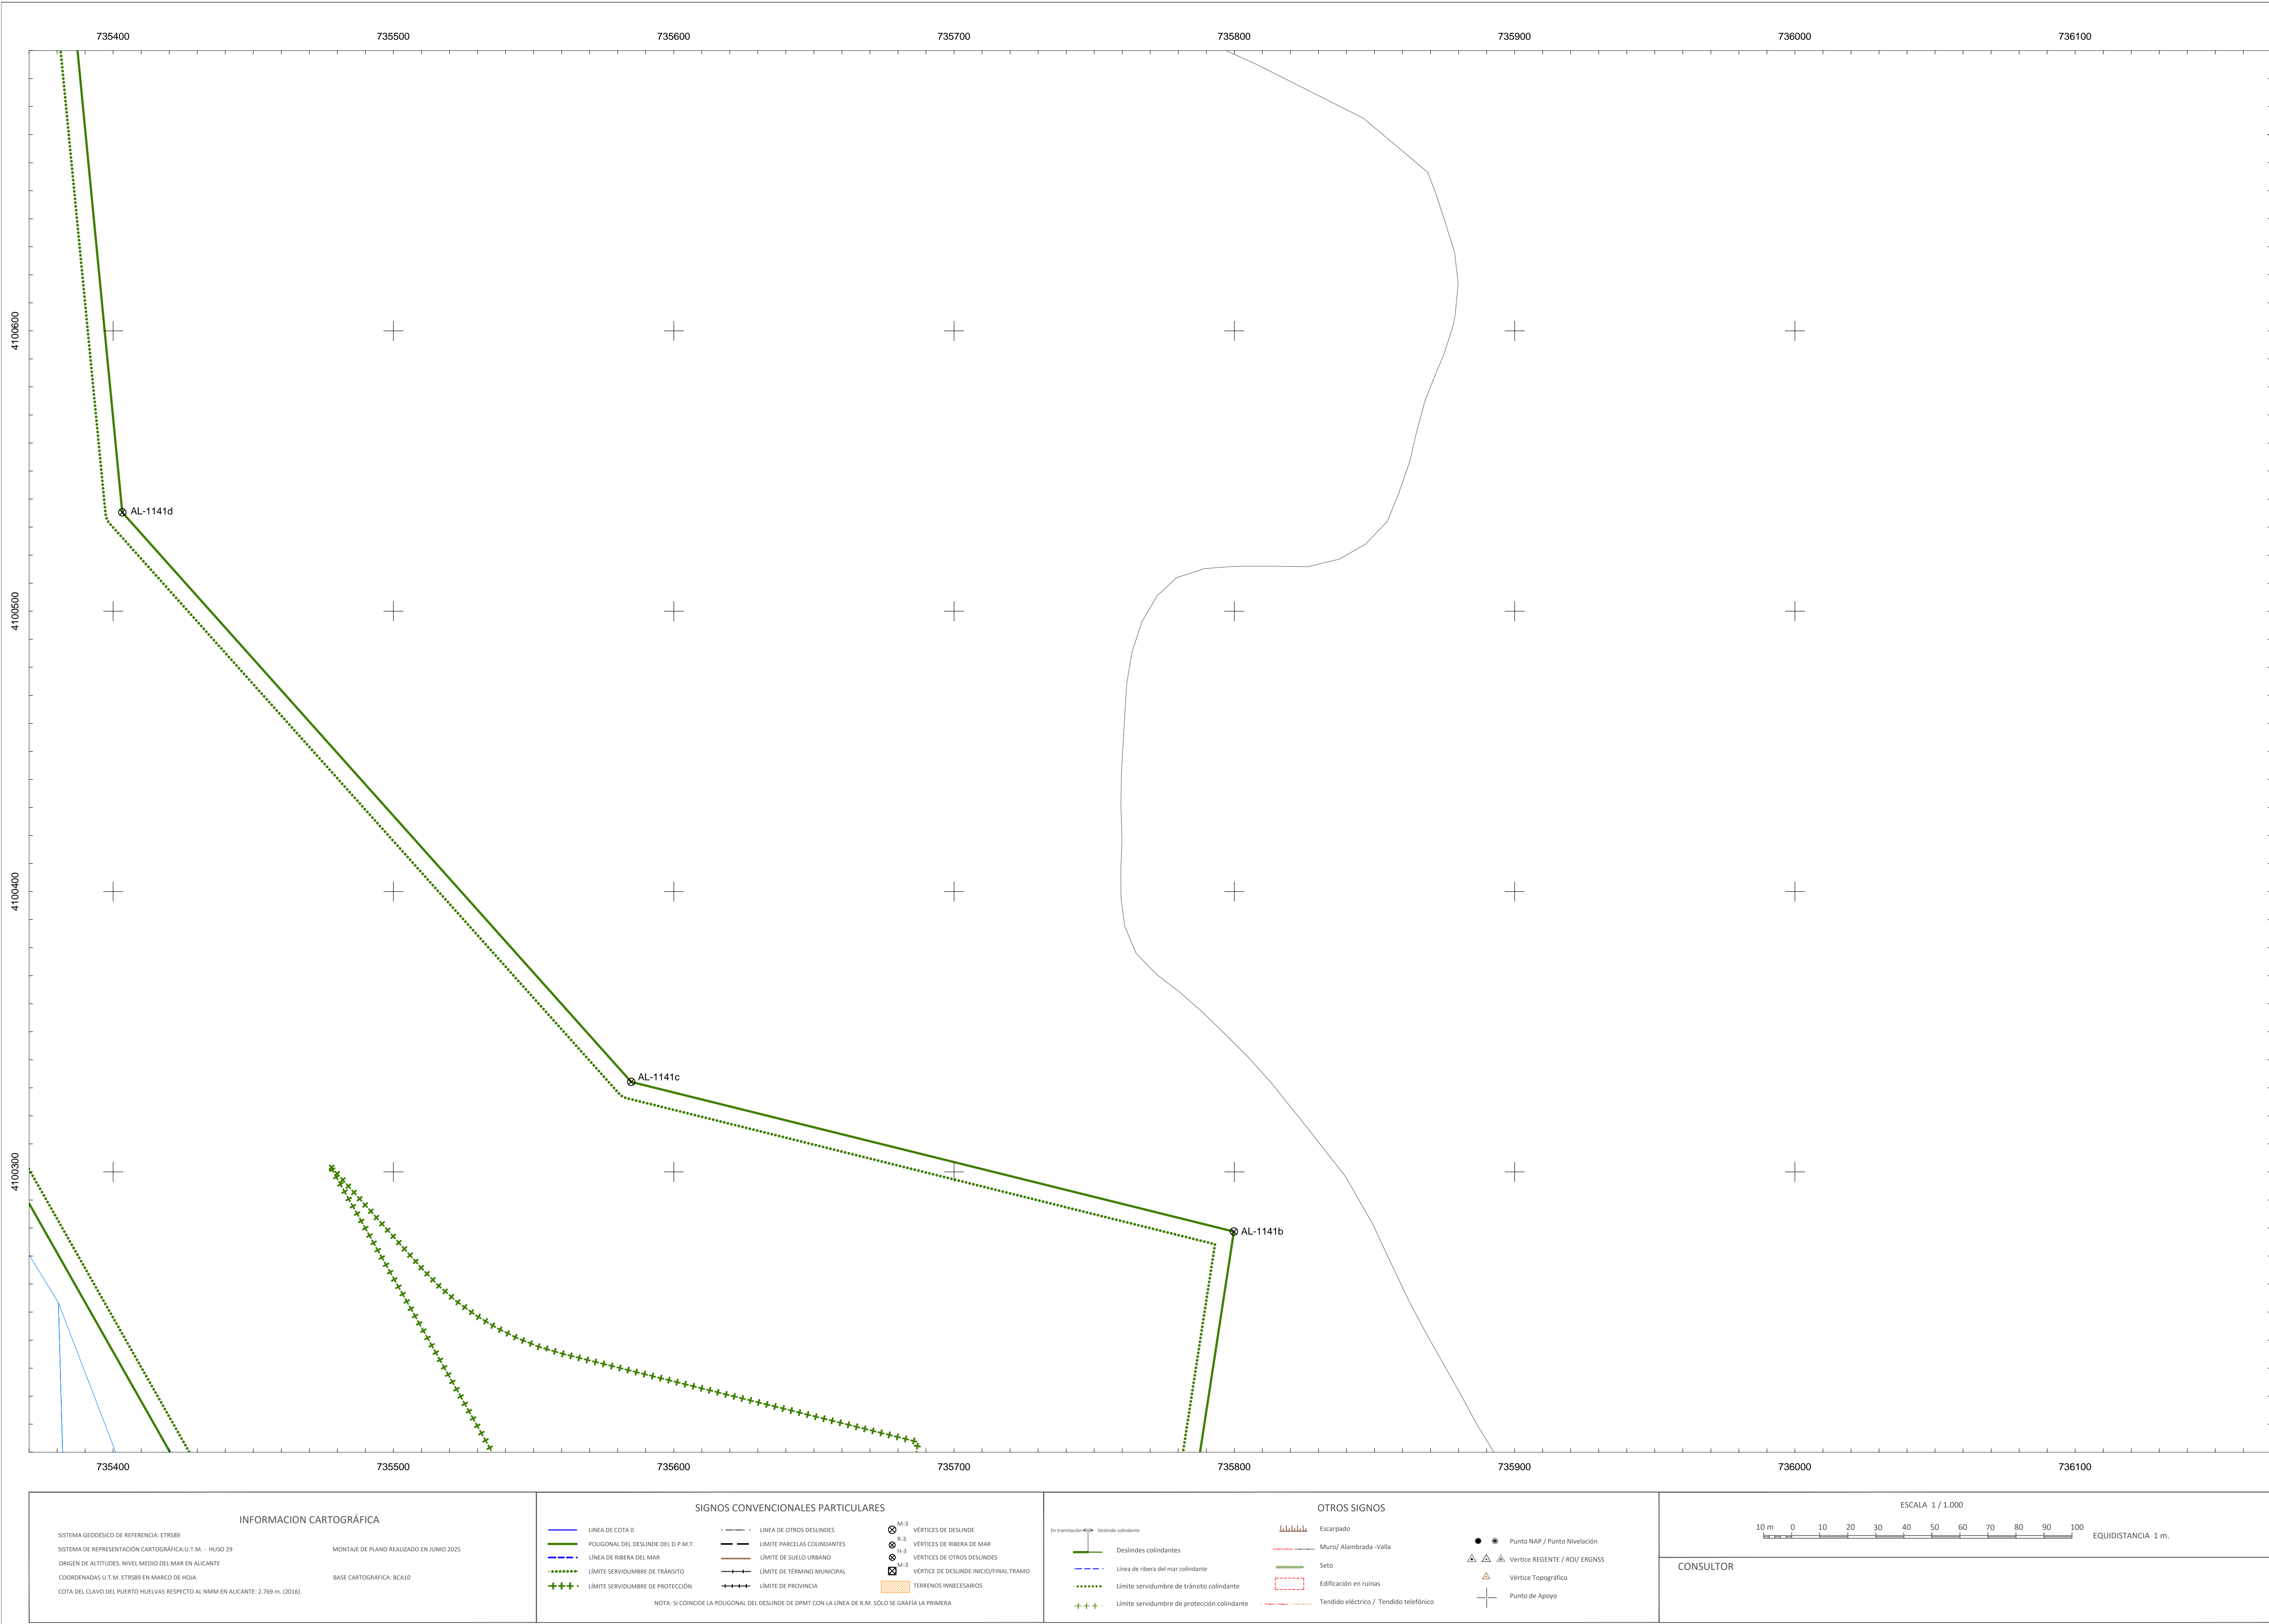 735400 735500 735600 735700 735800 735900 736000 736100
4100600
AL-1141d
4100500
4100400
AL-1141c
4100300
AL-1141b
735400 735500 735600 735700 735800 735900 736000 736100
INFORMACION CARTOGRÁFICA
SISTEMA GEODÉSICO DE REFERENCIA: ETRS89
SISTEMA DE REPRESENTACIÓN CARTOGRÁFICA:U.T.M. - HUSO 29
MONTAJE DE PLANO REALIZADO EN JUNIO 2025
ORIGEN DE ALTITUDES: NIVEL MEDIO DEL MAR EN ALICANTE
COORDENADAS U.T.M. ETRS89 EN MARCO DE HOJA
BASE CARTOGRÁFICA: BCA10
COTA DEL CLAVO DEL PUERTO HUELVAS RESPECTO AL NMM EN ALICANTE: 2.769 m. (2016)
SIGNOS CONVENCIONALES PARTICULARES
LINEA DE COTA 0
POLIGONAL DEL DESLINDE DEL D.P.M.T.
LÍNEA DE RIBERA DEL MAR
LÍMITE SERVIDUMBRE DE TRÁNSITO
LÍMITE SERVIDUMBRE DE PROTECCIÓN
LINEA DE OTROS DESLINDES
LIMITE PARCELAS COLINDANTES
LÍMITE DE SUELO URBANO
LÍMITE DE TÉRMINO MUNICIPAL
LÍMITE DE PROVINCIA
M-3
VÉRTICES DE DESLINDE
R-3
VÉRTICES DE RIBERA DE MAR
H-3
VÉRTICES DE OTROS DESLINDES
M-3
VÉRTICE DE DESLINDE INICIO/FINAL TRAMO
TERRENOS INNECESARIOS
NOTA: SI COINCIDE LA POLIGONAL DEL DESLINDE DE DPMT CON LA LÍNEA DE R.M. SÓLO SE GRAFÍA LA PRIMERA
OTROS SIGNOS
En tramitación Deslinde colindante
Deslindes colindantes
Línea de ribera del mar colindante
Límite servidumbre de tránsito colindante
Límite servidumbre de protección colindante
Escarpado
Muro/ Alambrada -Valla
Seto
Edificación en ruinas
Tendido eléctrico / Tendido telefónico
Punto NAP / Punto Nivelación
Vertice REGENTE / ROI/ ERGNSS
Vértice Topográfico
Punto de Apoyo
ESCALA 1 / 1.000
10 m 0 10 20 30 40 50 60 70 80 90 100
EQUIDISTANCIA 1 m.
CONSULTOR